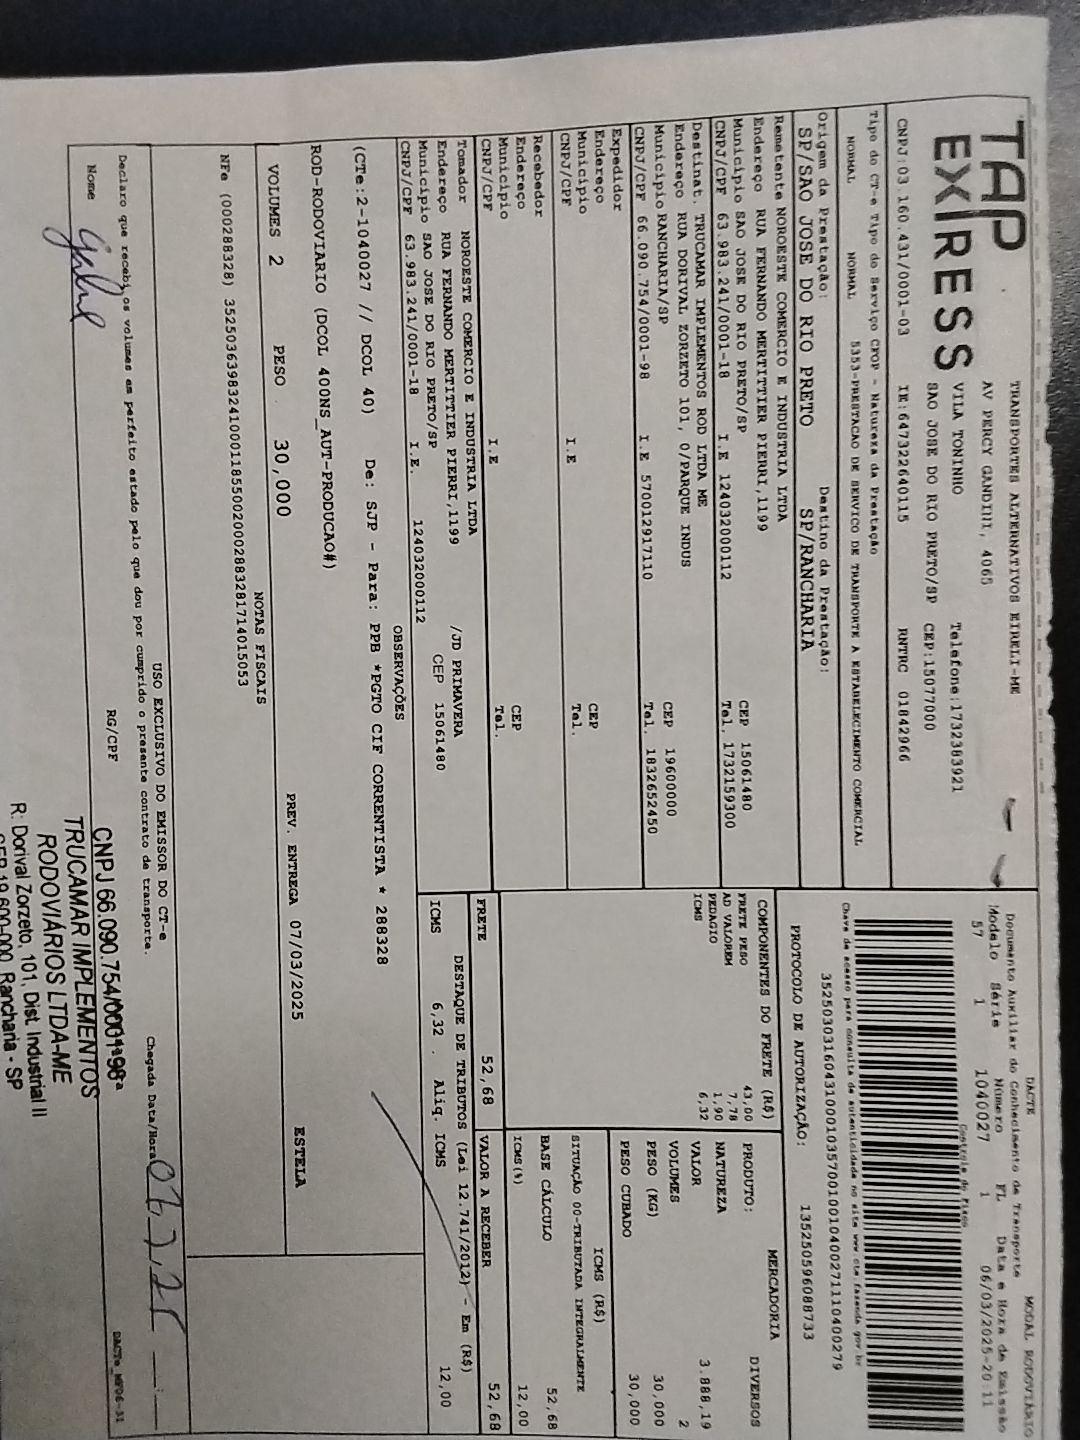 TAP EXPRESS
TRANSPORTES ALTERNATIVOS EIRELI-ME
AV PERCY GANDINI, 4065
VILA TONINHO
Telefone:1732383921
SAO JOSE DO RIO PRETO/SP CEP:15077000
CNPJ:03.160.431/0001-03 IE:647322640115 RNTRC 01842966
Tipo do CT-e Tipo do Serviço CFOP - Natureza da Prestação
NORMAL NORMAL 5353-PRESTACAO DE SERVICO DE TRANSPORTE A ESTABELECIMENTO COMERCIAL
Origem da Prestação: Destino da Prestação:
SP/SAO JOSE DO RIO PRETO SP/RANCHARIA
Remetente NOROESTE COMERCIO E INDUSTRIA LTDA
Endereço RUA FERNANDO MERTITTIER PIERRI,1199 CEP 15061480
Municipio SAO JOSE DO RIO PRETO/SP Tel. 1732159300
CNPJ/CPF 63.983.241/0001-18 I.E 124032000112
Destinat. TRUCAMAR IMPLEMENTOS ROD LTDA ME
Endereço RUA DORIVAL ZORZETO 101, 0/PARQUE INDUS
Municipio RANCHARIA/SP CEP 19600000
CNPJ/CPF 66.090.754/0001-98 I.E 570012917110 Tel. 1832652450
Expedidor
Endereço
Municipio CEP
CNPJ/CPF I.E Tel.
Recebedor
Endereço
Municipio CEP
CNPJ/CPF I.E Tel.
Tomador NOROESTE COMERCIO E INDUSTRIA LTDA
Endereço RUA FERNANDO MERTITTIER PIERRI,1199 /JD PRIMAVERA
Municipio SAO JOSE DO RIO PRETO/SP CEP 15061480
CNPJ/CPF 63.983.241/0001-18 I.E. 124032000112
DACTE MODAL RODOVIÁRIO
Documento Auxiliar do Conhecimento de Transporte
Modelo Série Número FL Data e Hora de Emissão
57 1 1040027 1 06/03/2025-20:11
Controle do Fisco
Chave de acesso para consulta de autenticidade no site www.cte.fazenda.gov.br
PROTOCOLO DE AUTORIZAÇÃO: 135250596088733
COMPONENTES DO FRETE (R$)
FRETE PESO 43,00
AD VALOREM 7,78
PEDAGIO 1,90
ICMS 6,32
MERCADORIA
PRODUTO: DIVERSOS
NATUREZA
VALOR 3.888,19
VOLUMES 2
PESO (KG) 30,000
PESO CUBADO 30,000
ICMS (R$)
SITUAÇÃO 00-TRIBUTADA INTEGRALMENTE
BASE CÁLCULO 52,68
ICMS(%) 12,00
FRETE 52,68 VALOR A RECEBER 52,68
DESTAQUE DE TRIBUTOS (Lei 12.741/2012) - Em (R$)
ICMS 6,32 Aliq. ICMS 12,00
OBSERVAÇÕES
(CTe:2-1040027 // DCOL 40) De: SJP - Para: PPB *PGTO CIF CORRENTISTA * 288328
ROD-RODOVIARIO (DCOL 400NS_AUT-PRODUCAO#)
VOLUMES 2 PESO 30,000 PREV. ENTREGA 07/03/2025 ESTELA
NOTAS FISCAIS
USO EXCLUSIVO DO EMISSOR DO CT-e
Declaro que recebi os volumes em perfeito estado pelo que dou por cumprido o presente contrato de transporte.
Nome RG/CPF Chegada Data/Hora
CNPJ 66.090.754/0001-98
TRUCAMAR IMPLEMENTOS
RODOVIÁRIOS LTDA-ME
R: Dorival Zorzeto, 101, Dist. Industrial II
CEP 19.600-000 Rancharia - SP